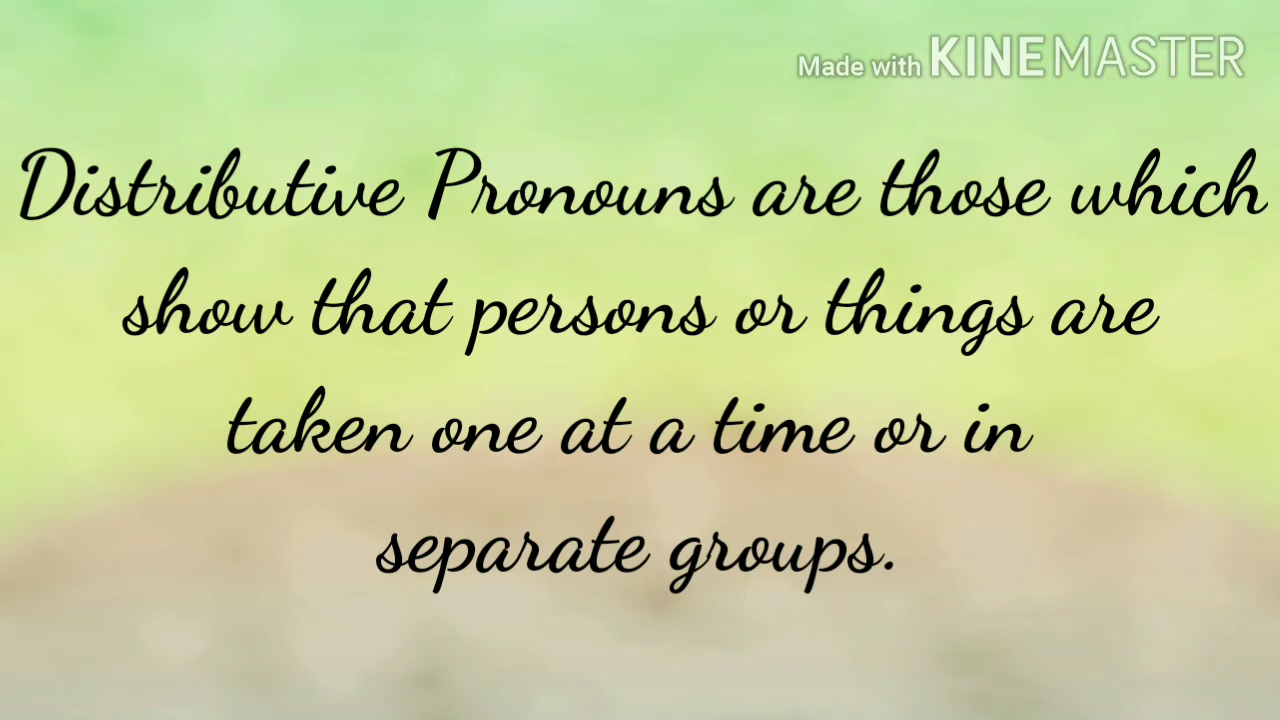 Made with KINEMASTER
Distributive Pronouns are those which
show that persons or things are
taken one at a time or in
separate groups.